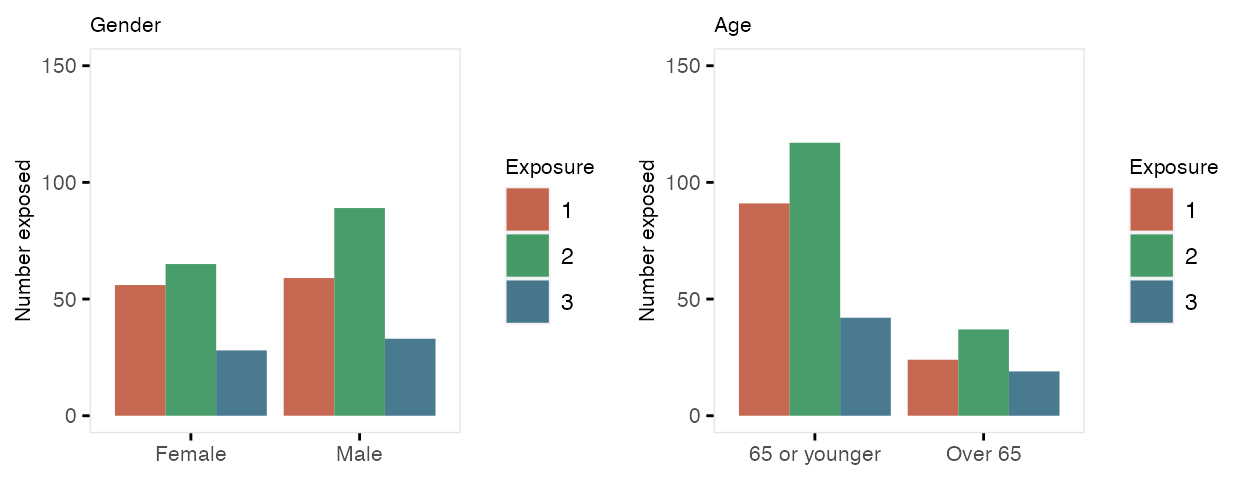 Gender
150
100
50
0
Number exposed
Female Male
Exposure
1
2
3
Age
150
100
50
0
Number exposed
65 or younger Over 65
Exposure
1
2
3